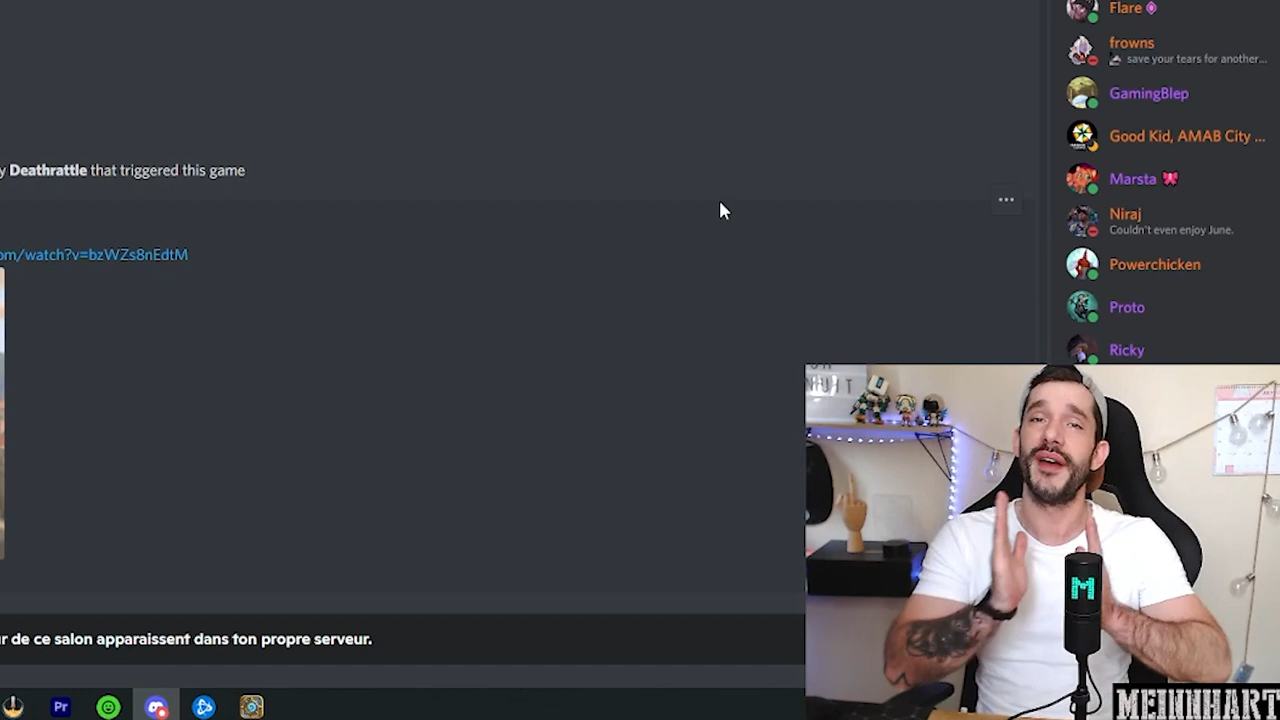 Flare
frowns
save your tears for another...
GamingBlep
Good Kid, AMAB City ...
y Deathrattle that triggered this game
Marsta
Niraj
Couldn't even enjoy June.
om/watch?v=bzWZs8nEdtM
Powerchicken
Proto
Ricky
M
r de ce salon apparaissent dans ton propre serveur.
Pr
MEINNHART